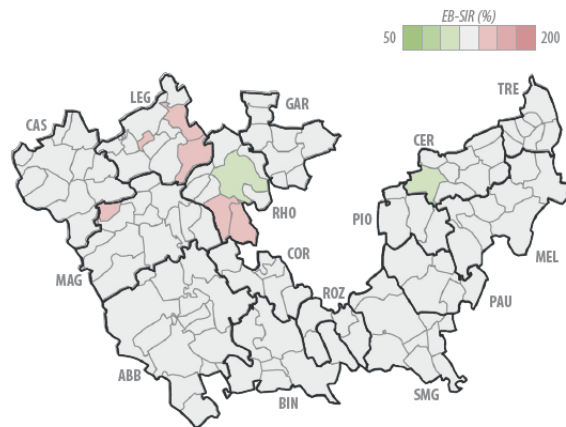 EB-SIR (%)
50 200
TRE
LEG
GAR
CAS
CER
RHO
PIO
COR
MEL
MAG
ROZ
PAU
ABB
BIN
SMG